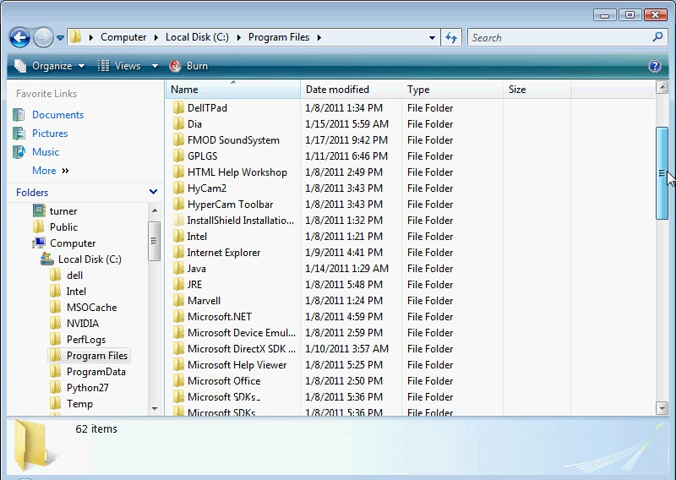 Computer Local Disk (C:) Program Files Search
Organize Views Burn
Favorite Links
Documents
Pictures
Music
More »
Folders
turner
Public
Computer
Local Disk (C:)
dell
Intel
MSOCache
NVIDIA
PerfLogs
Program Files
ProgramData
Python27
Temp
Name Date modified Type Size
DellTPad 1/8/2011 1:34 PM File Folder
Dia 1/15/2011 5:59 AM File Folder
FMOD SoundSystem 1/17/2011 9:42 PM File Folder
GPLGS 1/11/2011 6:46 PM File Folder
HTML Help Workshop 1/8/2011 2:49 PM File Folder
HyCam2 1/8/2011 3:43 PM File Folder
HyperCam Toolbar 1/8/2011 3:43 PM File Folder
InstallShield Installatio... 1/8/2011 1:32 PM File Folder
Intel 1/8/2011 1:21 PM File Folder
Internet Explorer 1/9/2011 4:41 PM File Folder
Java 1/14/2011 1:29 AM File Folder
JRE 1/8/2011 5:48 PM File Folder
Marvell 1/8/2011 1:24 PM File Folder
Microsoft.NET 1/8/2011 4:59 PM File Folder
Microsoft Device Emul... 1/8/2011 2:59 PM File Folder
Microsoft DirectX SDK ... 1/10/2011 3:57 AM File Folder
Microsoft Help Viewer 1/8/2011 5:25 PM File Folder
Microsoft Office 1/8/2011 2:50 PM File Folder
Microsoft SDKs 1/8/2011 5:36 PM File Folder
Microsoft SDKs 1/8/2011 5:36 PM File Folder
62 items